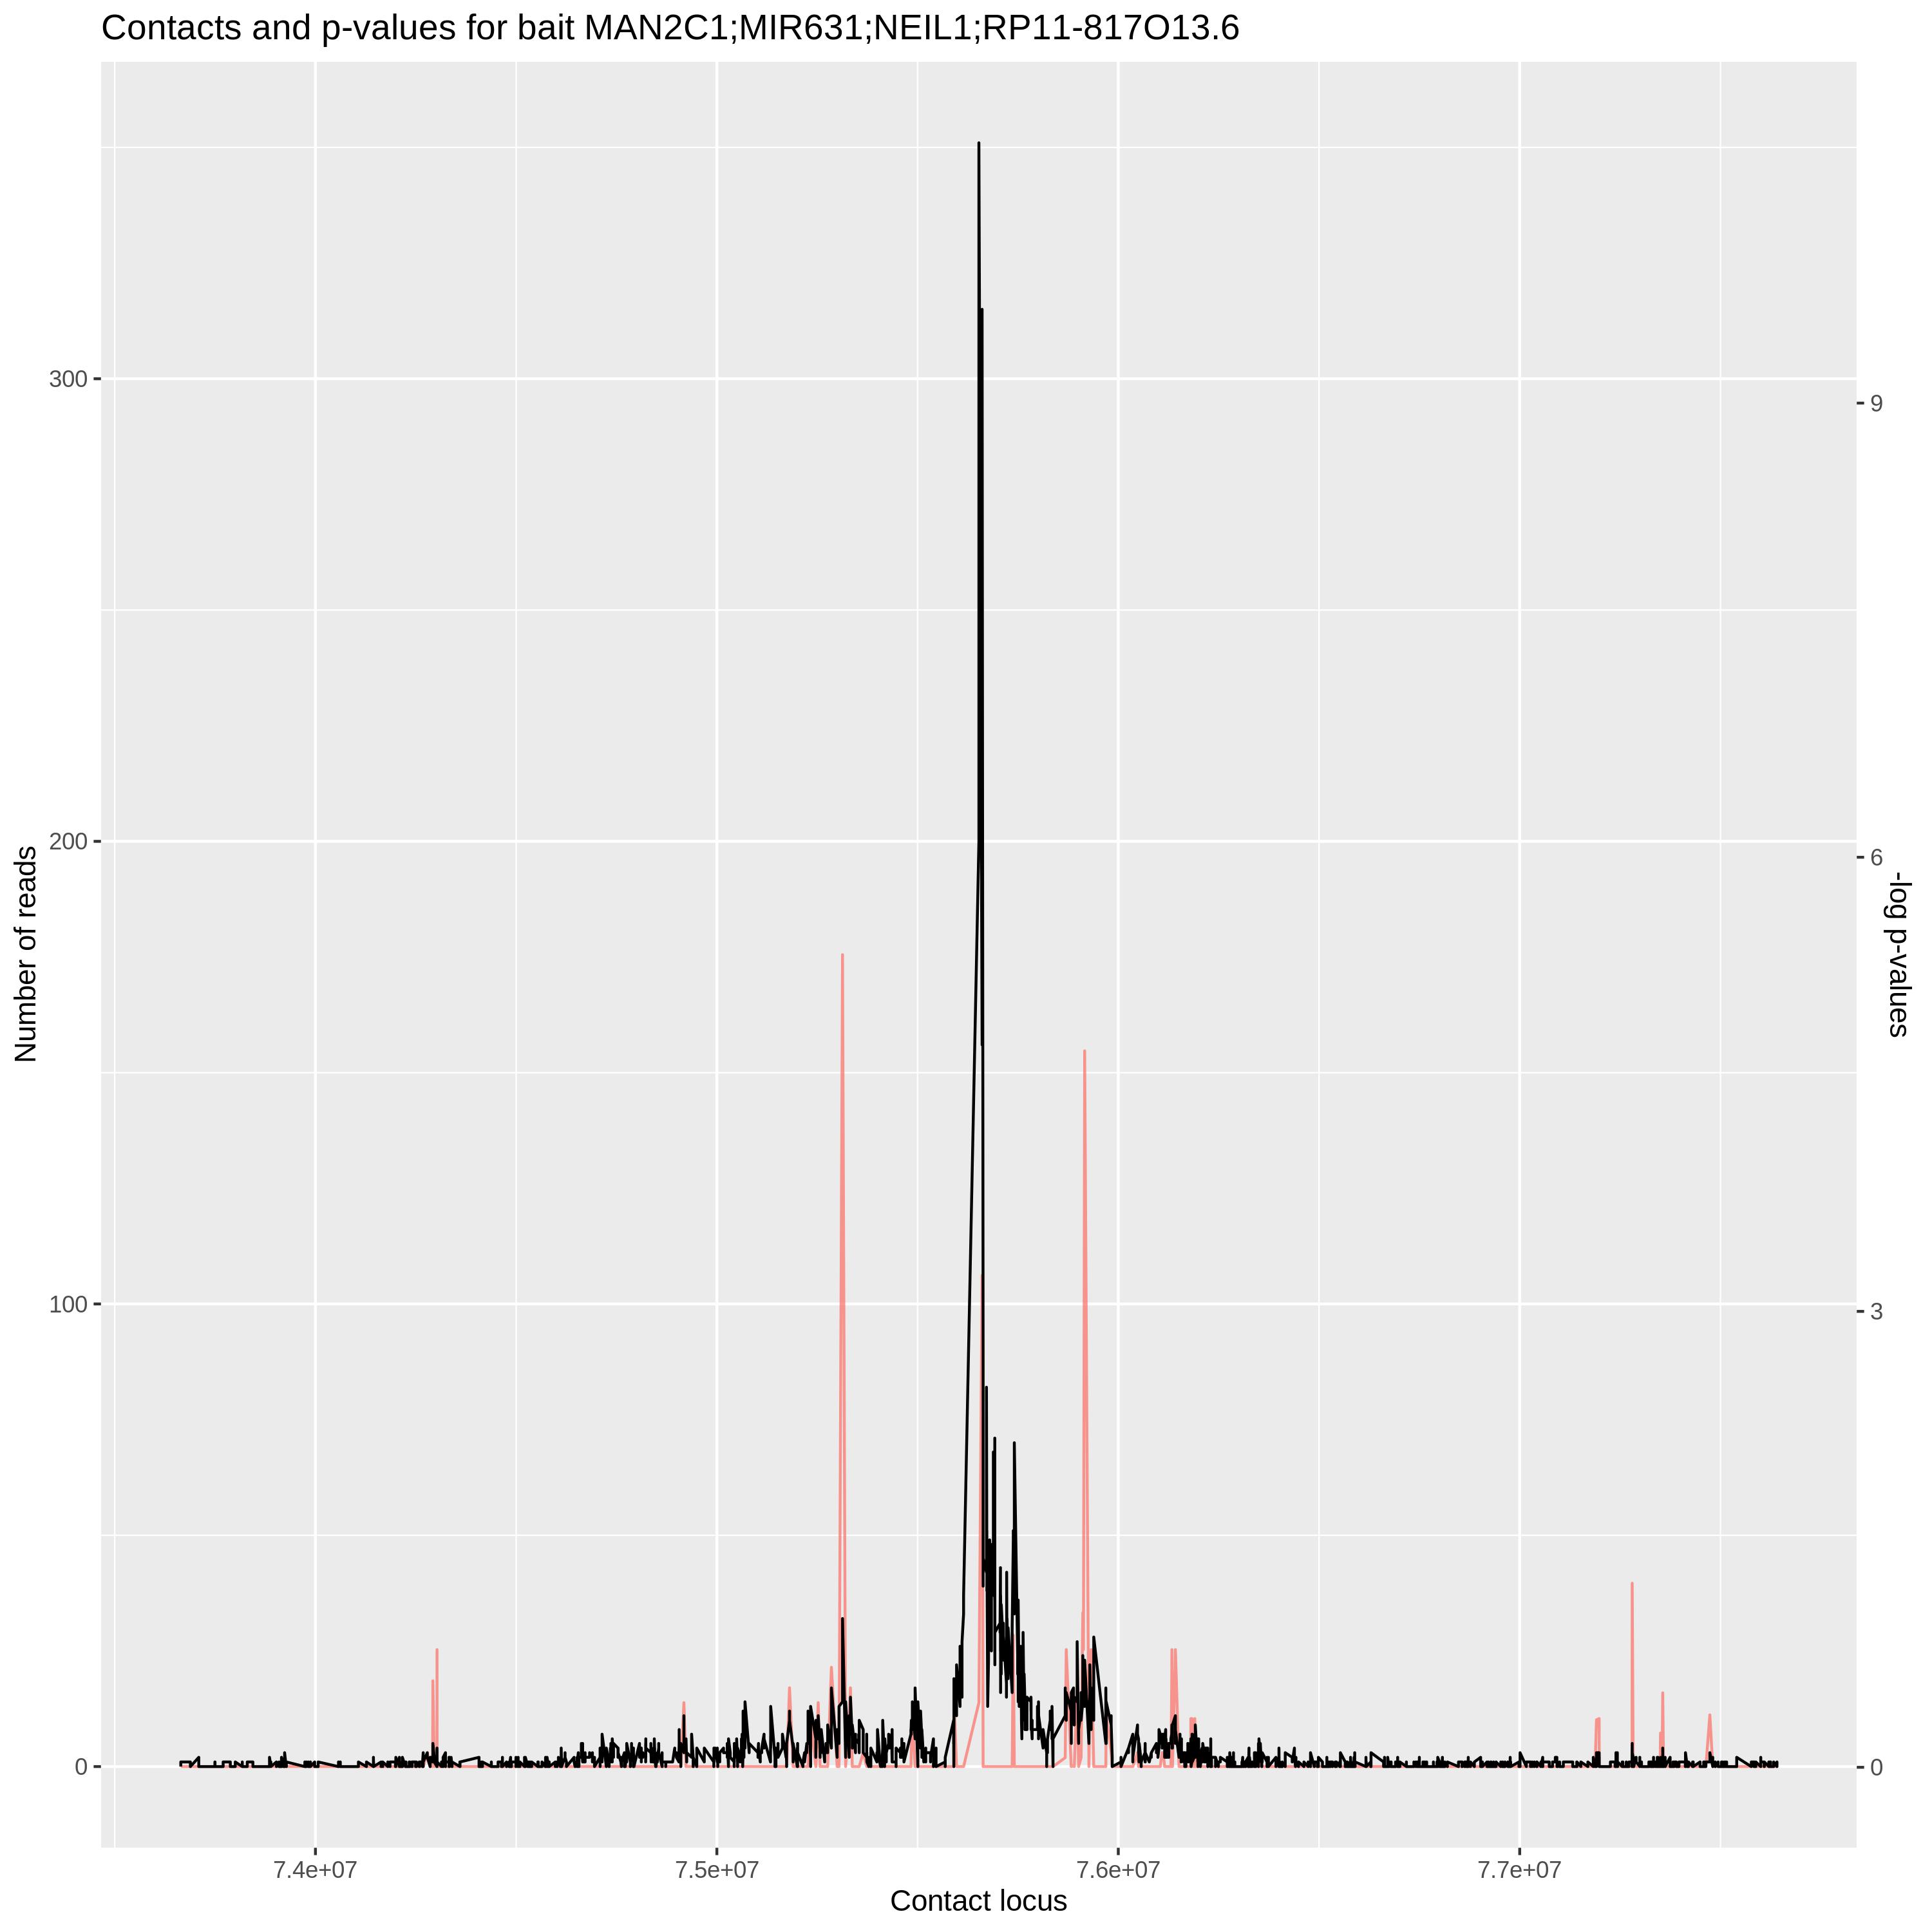 Contacts and p-values for bait MAN2C1;MIR631;NEIL1;RP11-817O13.6
300
200
100
0
Number of reads
9
6
3
0
-log p-values
7.4e+07 7.5e+07 7.6e+07 7.7e+07
Contact locus